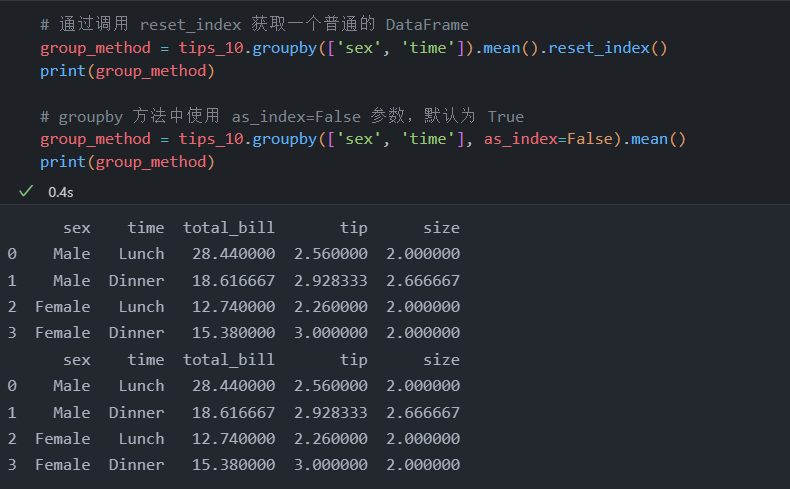 # 通过调用 reset_index 获取一个普通的 DataFrame
group_method = tips_10.groupby(['sex', 'time']).mean().reset_index()
print(group_method)
# groupby 方法中使用 as_index=False 参数，默认为 True
group_method = tips_10.groupby(['sex', 'time'], as_index=False).mean()
print(group_method)
0.4s
sex time total_bill tip size
0 Male Lunch 28.440000 2.560000 2.000000
1 Male Dinner 18.616667 2.928333 2.666667
2 Female Lunch 12.740000 2.260000 2.000000
3 Female Dinner 15.380000 3.000000 2.000000
sex time total_bill tip size
0 Male Lunch 28.440000 2.560000 2.000000
1 Male Dinner 18.616667 2.928333 2.666667
2 Female Lunch 12.740000 2.260000 2.000000
3 Female Dinner 15.380000 3.000000 2.000000